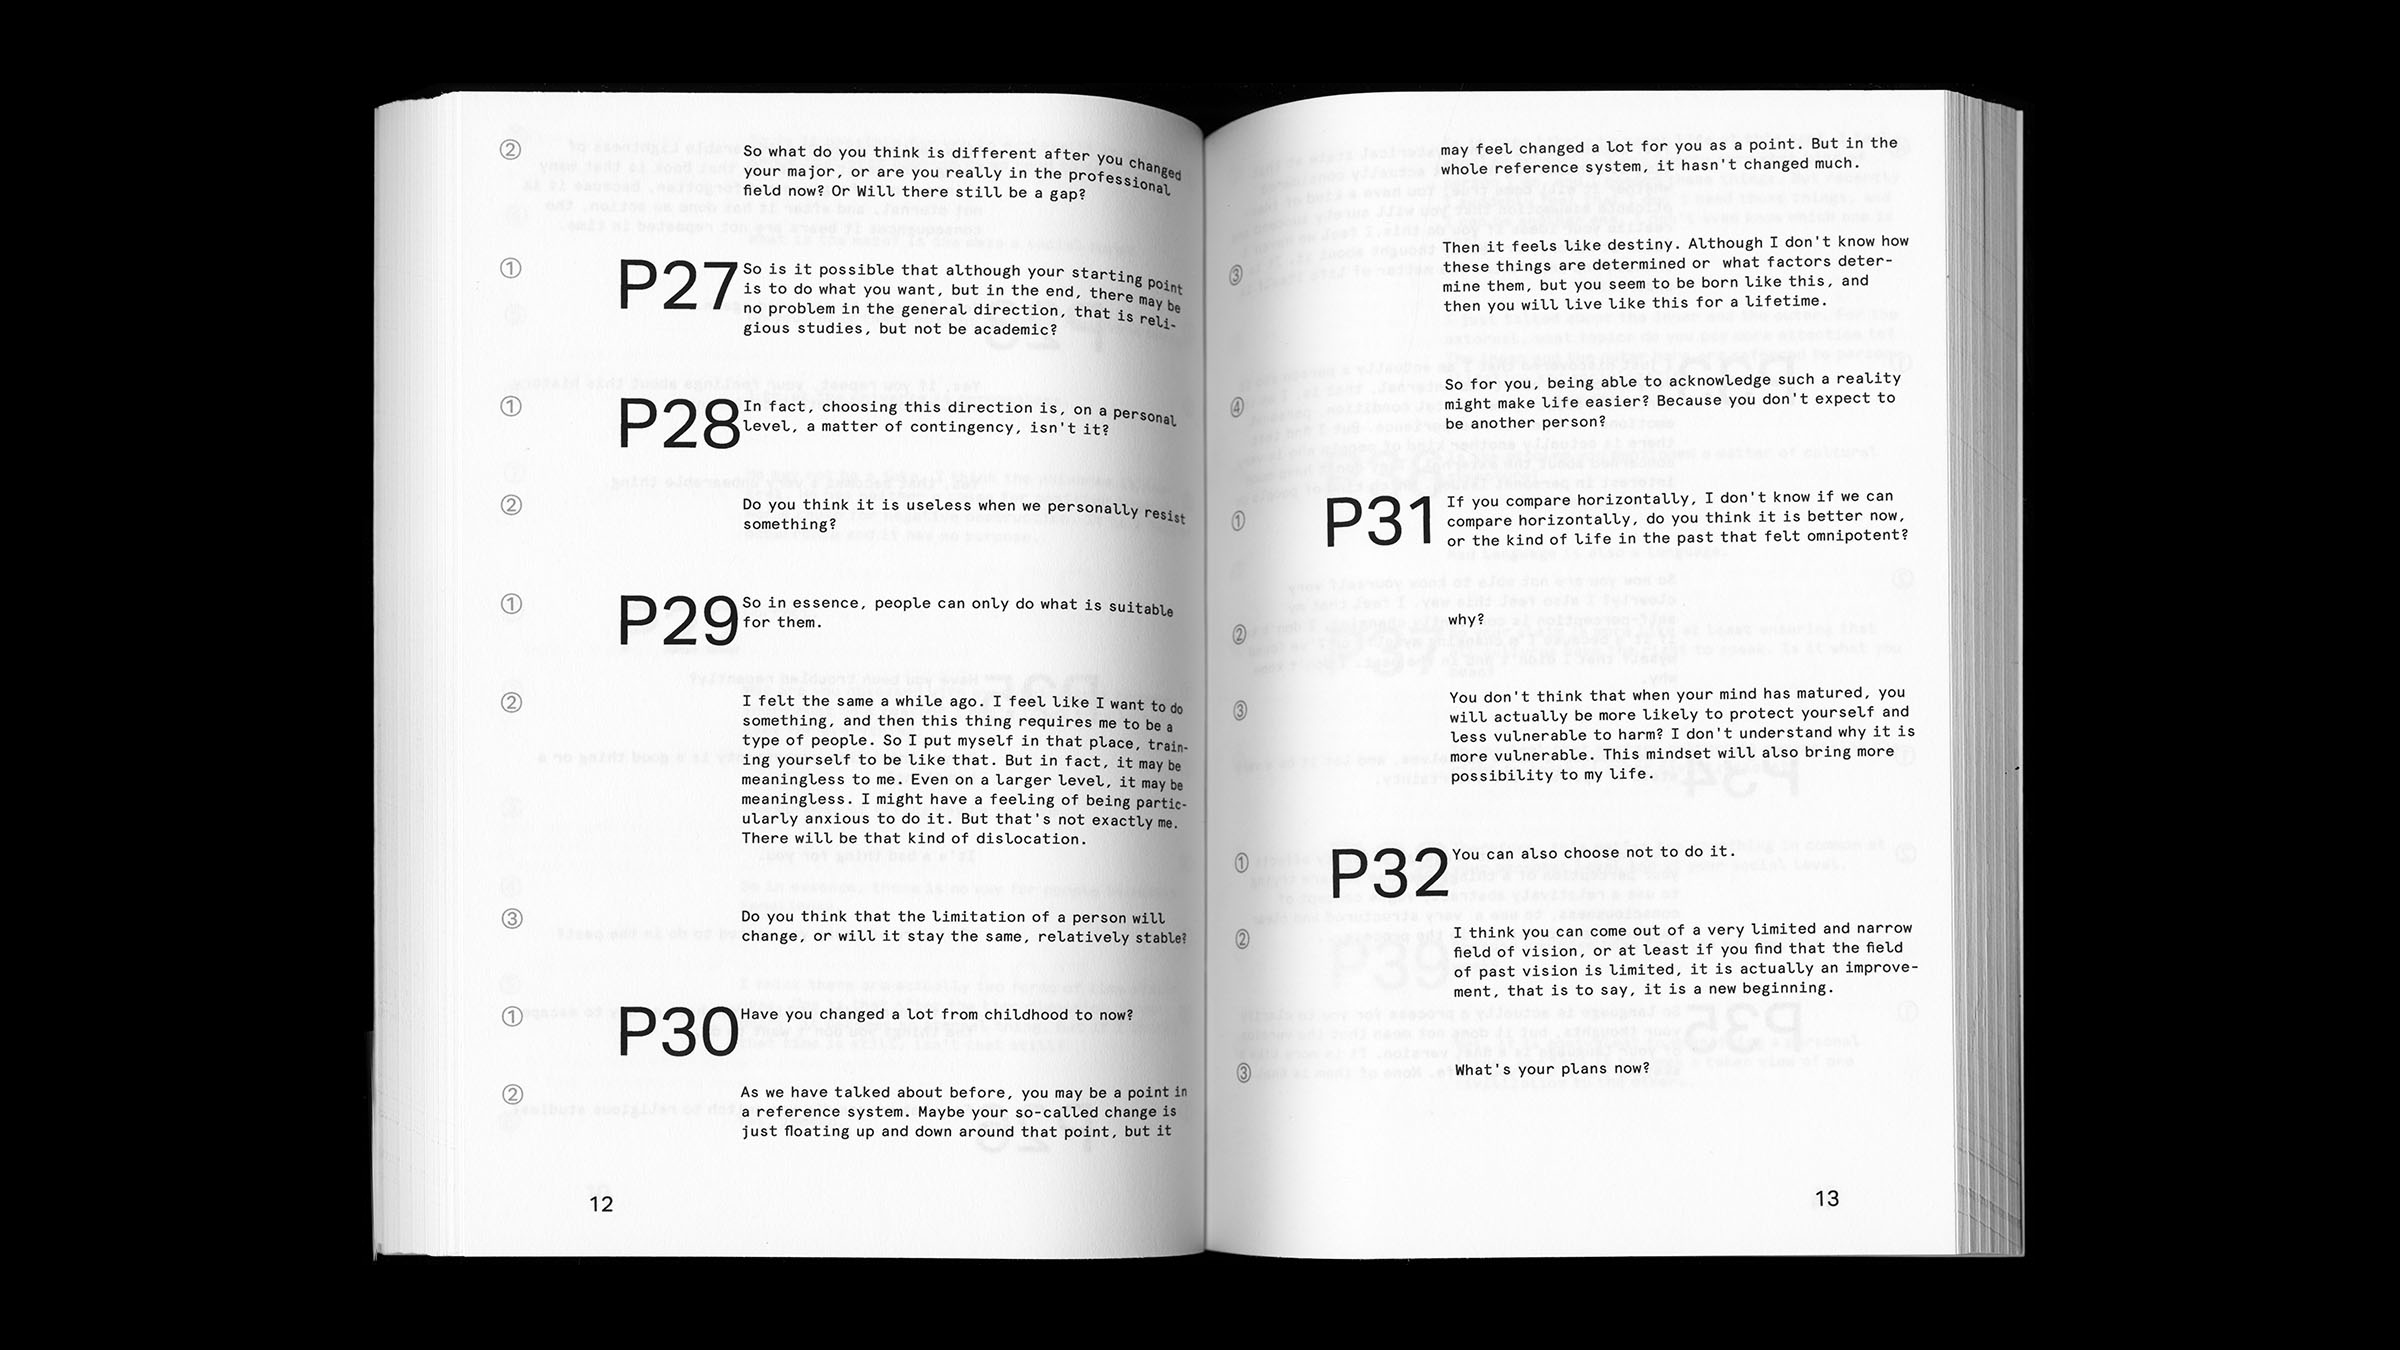 ② So what do you think is different after you changed
your major, or are you really in the professional
field now? Or Will there still be a gap?
① P27 So is it possible that although your starting point
is to do what you want, but in the end, there may be
no problem in the general direction, that is reli-
gious studies, but not be academic?
① P28 In fact, choosing this direction is, on a personal
level, a matter of contingency, isn't it?
② Do you think it is useless when we personally resist
something?
① P29 So in essence, people can only do what is suitable
for them.
② I felt the same a while ago. I feel like I want to do
something, and then this thing requires me to be a
type of people. So I put myself in that place, train-
ing yourself to be like that. But in fact, it may be
meaningless to me. Even on a larger level, it may be
meaningless. I might have a feeling of being partic-
ularly anxious to do it. But that's not exactly me.
There will be that kind of dislocation.
③ Do you think that the limitation of a person will
change, or will it stay the same, relatively stable?
① P30 Have you changed a lot from childhood to now?
② As we have talked about before, you may be a point in
a reference system. Maybe your so-called change is
just floating up and down around that point, but it
12
may feel changed a lot for you as a point. But in the
whole reference system, it hasn't changed much.
③ Then it feels like destiny. Although I don't know how
these things are determined or what factors deter-
mine them, but you seem to be born like this, and
then you will live like this for a lifetime.
④ So for you, being able to acknowledge such a reality
might make life easier? Because you don't expect to
be another person?
① P31 If you compare horizontally, I don't know if we can
compare horizontally, do you think it is better now,
or the kind of life in the past that felt omnipotent?
② why?
③ You don't think that when your mind has matured, you
will actually be more likely to protect yourself and
less vulnerable to harm? I don't understand why it is
more vulnerable. This mindset will also bring more
possibility to my life.
① P32 You can also choose not to do it.
② I think you can come out of a very limited and narrow
field of vision, or at least if you find that the field
of past vision is limited, it is actually an improve-
ment, that is to say, it is a new beginning.
③ What's your plans now?
13